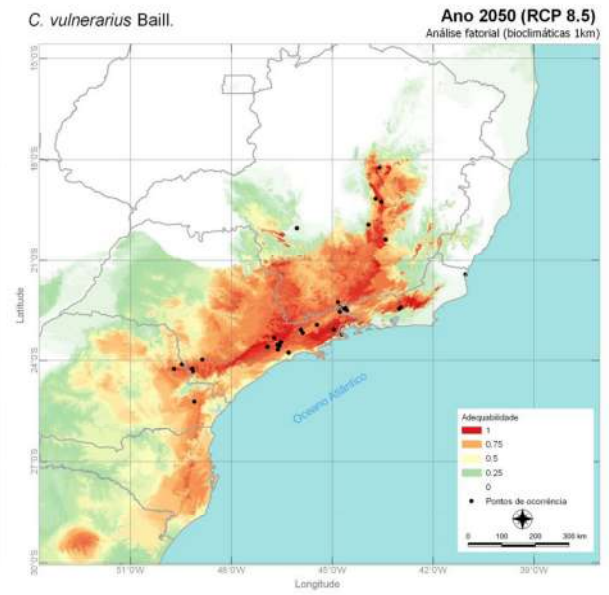 C. vulnerarius Baill.
Ano 2050 (RCP 8.5)
Análise fatorial (bioclimáticas 1km)
15°0'S
18°0'S
21°0'S
24°0'S
27°0'S
30°0'S
Latitude
Oceano Atlântico
Adequabilidade
1
0.75
0.5
0.25
0
Pontos de ocorrência
0 100 200 300 km
51°0'W 48°0'W 45°0'W 42°0'W 39°0'W
Longitude